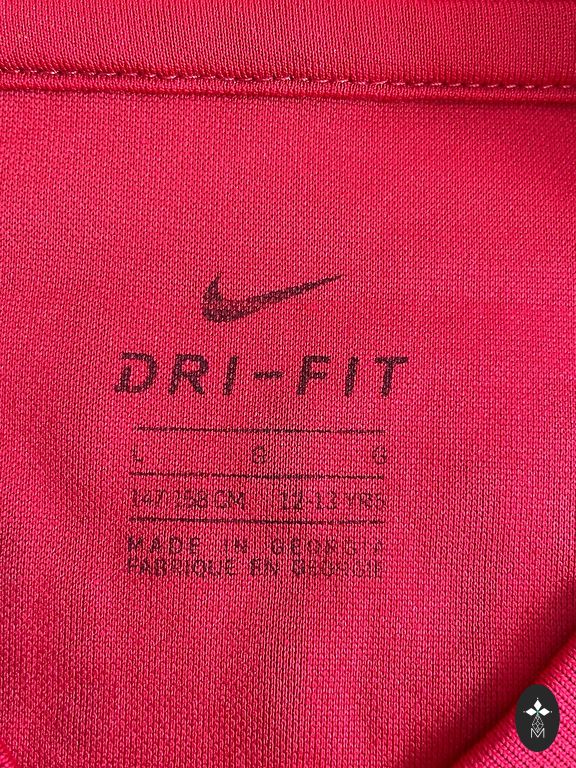 DRI-FIT
L G G
147-158 CM 12-13 YRS
MADE IN GEORGIA
FABRIQUE EN GEORGIE
M